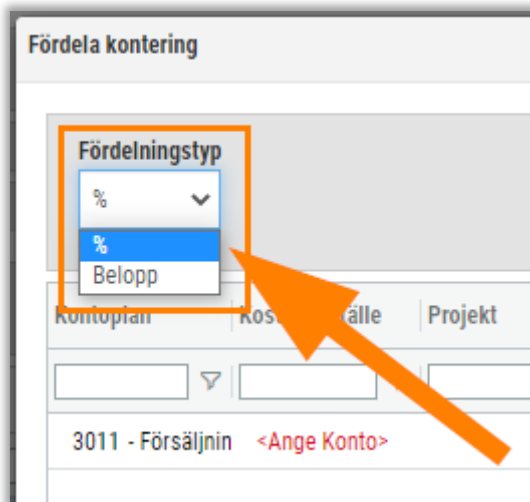 Fördela kontering
Fördelningstyp
%
%
Belopp
Kontoplan Projekt
3011 - Försäljnin <Ange Konto>